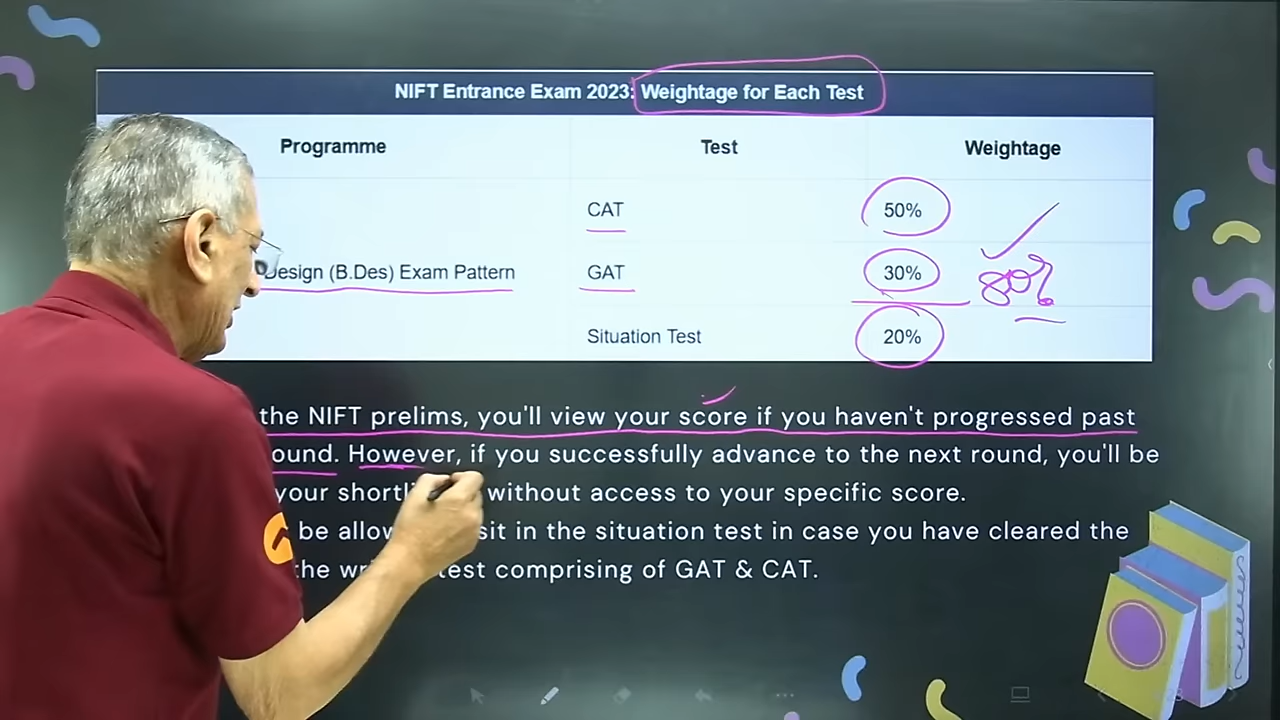 NIFT Entrance Exam 2023: Weightage for Each Test
Programme Test Weightage
CAT 50%
Design (B.Des) Exam Pattern GAT 30% 80%
Situation Test 20%
the NIFT prelims, you'll view your score if you haven't progressed past
ound. However, if you successfully advance to the next round, you'll be
your without access to your specific score.
be sit in the situation test in case you have cleared the
the test comprising of GAT & CAT.